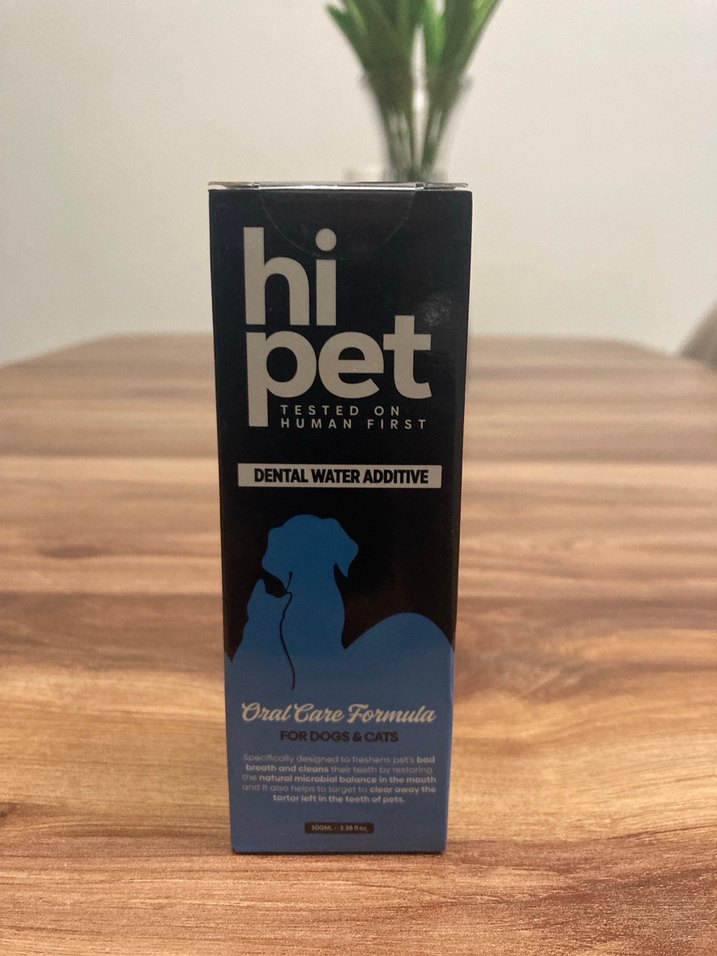 hi
pet
TESTED ON
HUMAN FIRST
DENTAL WATER ADDITIVE
Oral Care Formula
FOR DOGS & CATS
Specifically designed to freshens pet's bad
breath and cleans their teeth by restoring
the natural microbial balance in the mouth
and it also helps to target to clear away the
tartar left in the teeth of pets.
100ML - 3.38 fl.oz